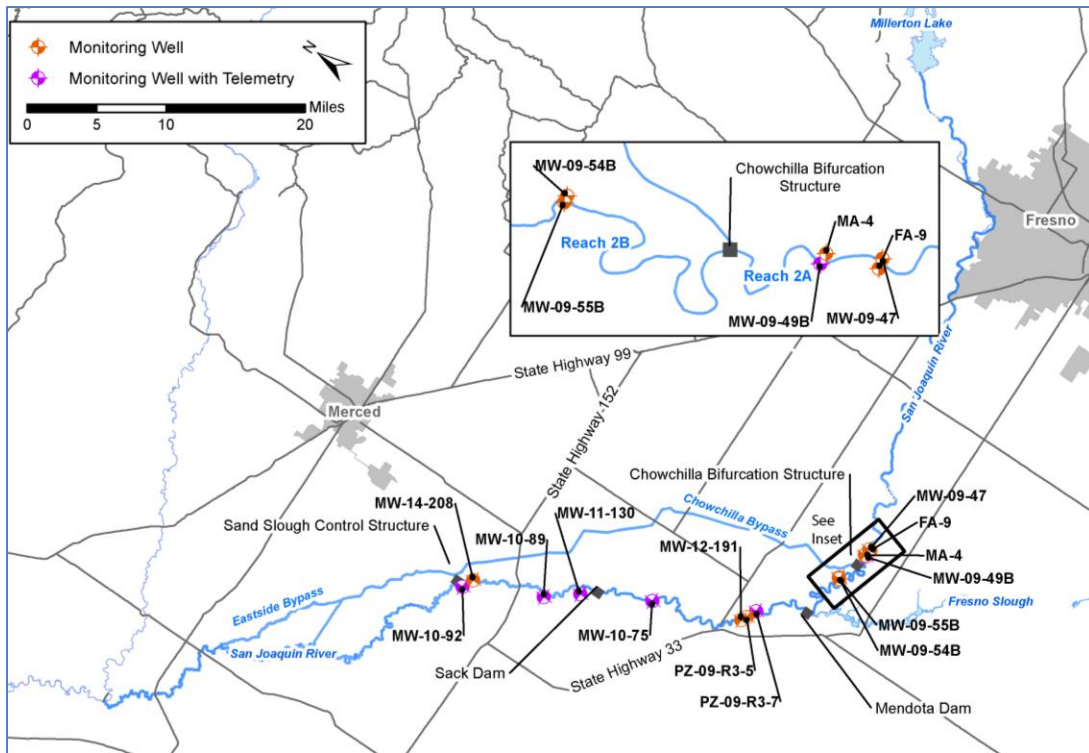 Millerton Lake
Monitoring Well
N
Monitoring Well with Telemetry
Miles
0 5 10 20
MW-09-54B
Chowchilla Bifurcation
Structure
MA-4
FA-9
Fresno
Reach 2B
Reach 2A
MW-09-55B
MW-09-49B
MW-09-47
State Highway 99
San Joaquin River
Merced
State Highway 152
Chowchilla Bifurcation Structure
MW-14-208
MW-11-130
Chowchilla Bypass
See
Inset
MW-09-47
Sand Slough Control Structure
MW-10-89
MW-12-191
FA-9
MA-4
MW-09-49B
Eastside Bypass
Fresno Slough
MW-10-92
MW-10-75
MW-09-55B
San Joaquin River
MW-09-54B
Sack Dam
State Highway 33
PZ-09-R3-5
PZ-09-R3-7
Mendota Dam